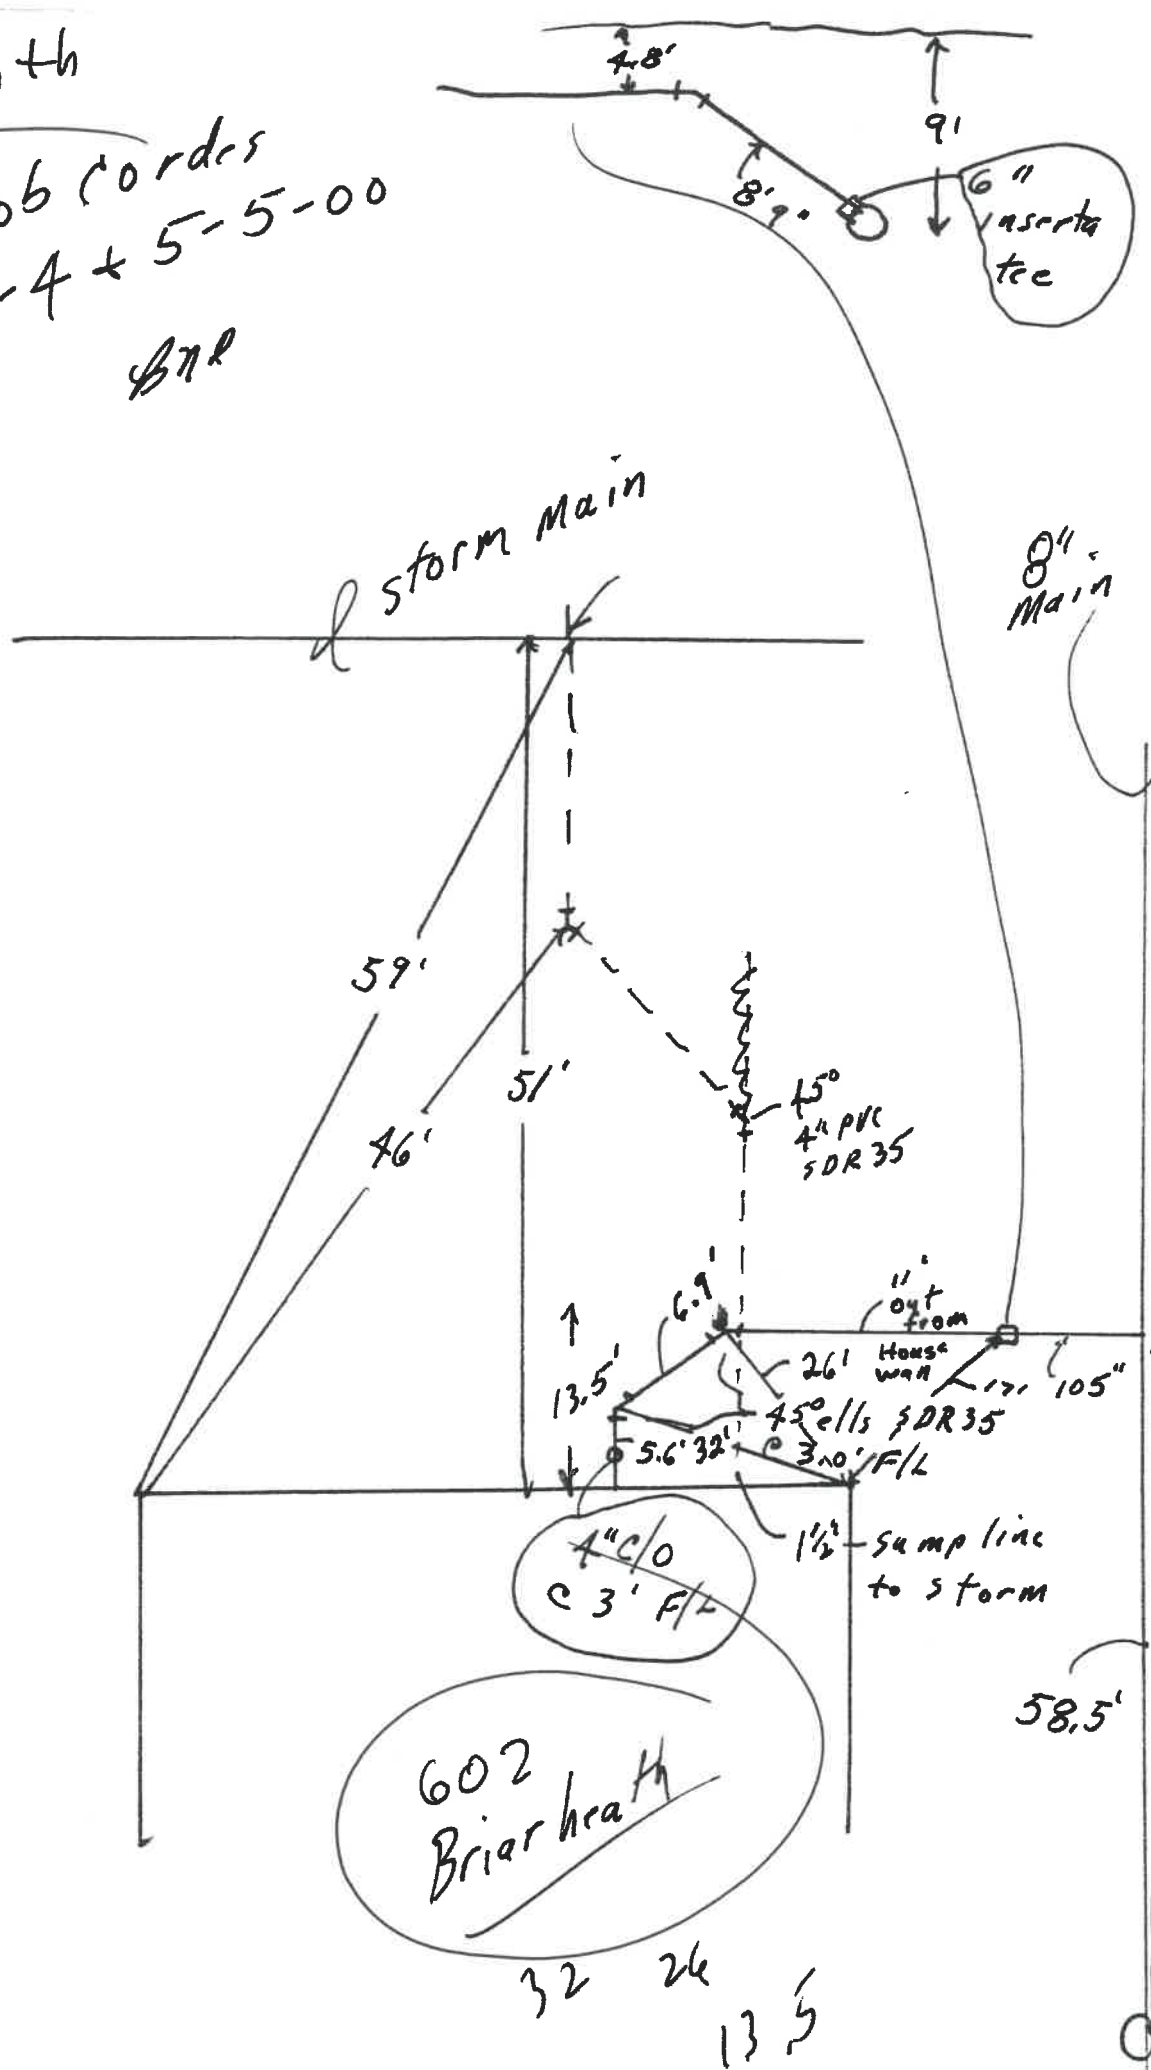 th
ob Cordes
-4 + 5-5-00
4.8'
9'
8'9"
6"
inserta
tee
storm Main
8"
Main
59'
51'
46'
45°
4" PVC
SDR 35
6.9'
11'
out
from
House
wall
13.5'
26'
105"
45° ells SDR 35
5.6' 32'
@ 3.0' F/L
4" C/O
@ 3' F/L
1½" sump line
to storm
58.5'
602
Briarheath
32 26
13.5